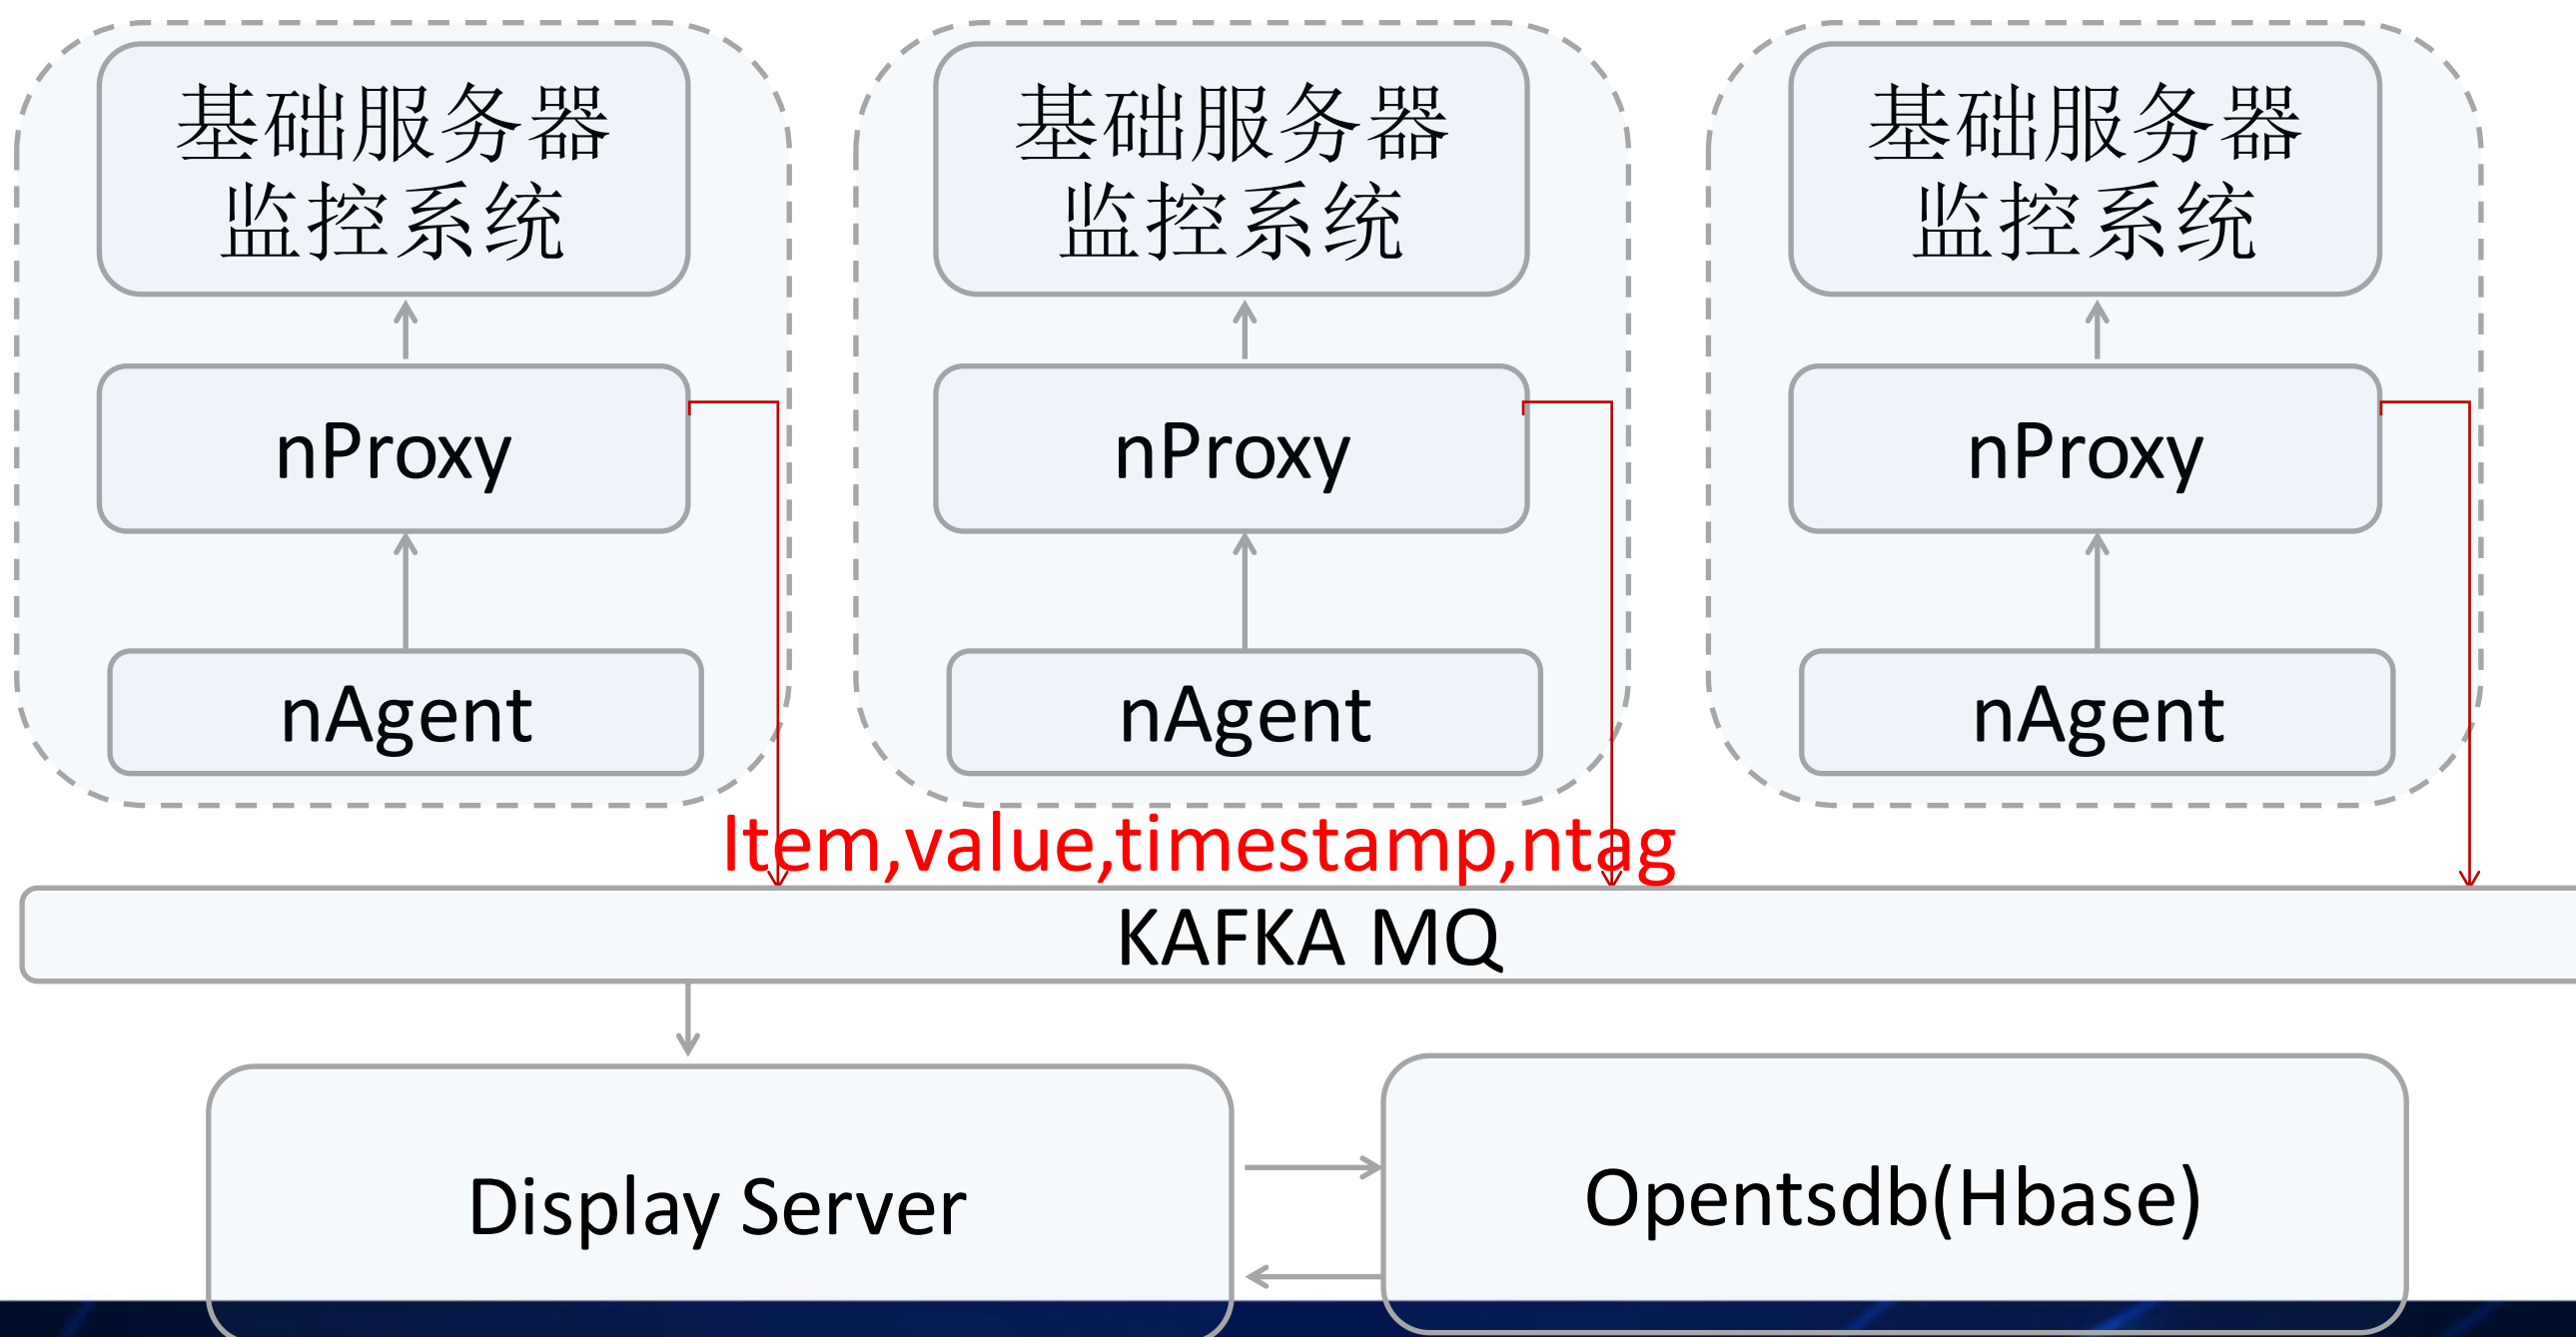 基础服务器
监控系统
基础服务器
监控系统
基础服务器
监控系统
nProxy
nProxy
nProxy
nAgent
nAgent
nAgent
Item,value,timestamp,ntag
KAFKA MQ
Display Server
Opentsdb(Hbase)